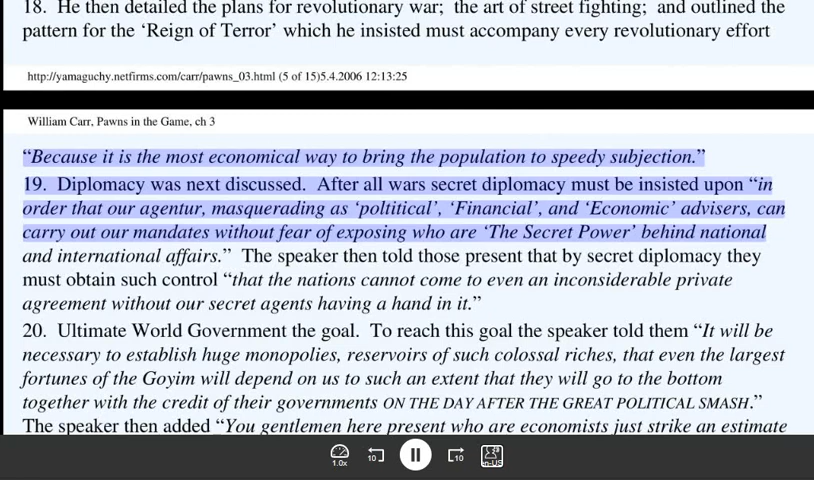 18. He then detailed the plans for revolutionary war; the art of street fighting; and outlined the
pattern for the ‘Reign of Terror’ which he insisted must accompany every revolutionary effort
http://yamaguchy.netfirms.com/carr/pawns_03.html (5 of 15)5.4.2006 12:13:25
William Carr, Pawns in the Game, ch 3
“Because it is the most economical way to bring the population to speedy subjection.”
19. Diplomacy was next discussed. After all wars secret diplomacy must be insisted upon “in
order that our agentur, masquerading as ‘poltitical’, ‘Financial’, and ‘Economic’ advisers, can
carry out our mandates without fear of exposing who are ‘The Secret Power’ behind national
and international affairs.” The speaker then told those present that by secret diplomacy they
must obtain such control “that the nations cannot come to even an inconsiderable private
agreement without our secret agents having a hand in it.”
20. Ultimate World Government the goal. To reach this goal the speaker told them “It will be
necessary to establish huge monopolies, reservoirs of such colossal riches, that even the largest
fortunes of the Goyim will depend on us to such an extent that they will go to the bottom
together with the credit of their governments ON THE DAY AFTER THE GREAT POLITICAL SMASH.”
The speaker then added “You gentlemen here present who are economists just strike an estimate
1.0x 10 10 en-US